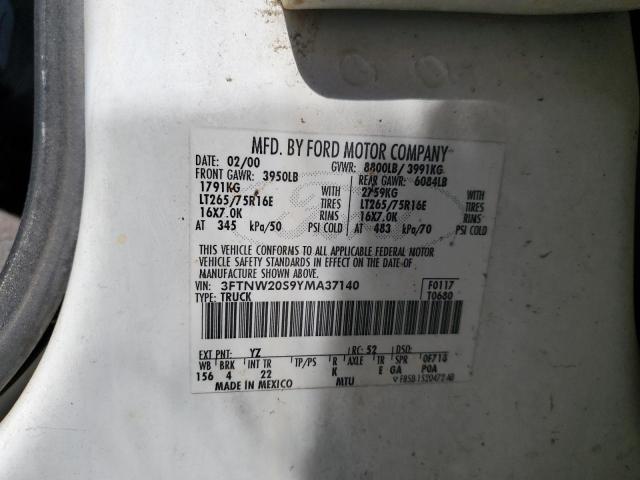 MFD. BY FORD MOTOR COMPANY
DATE: 02/00 GVWR: 8800LB/ 3991KG
FRONT GAWR: 3950LB REAR GAWR: 6084LB
1791KG WITH 2759KG WITH
LT265/75R16E TIRES LT265/75R16E TIRES
16X7.0K RIMS 16X7.0K RIMS
AT 345 kPa/50 PSI COLD AT 483 kPa/70 PSI COLD
THIS VEHICLE CONFORMS TO ALL APPLICABLE FEDERAL MOTOR
VEHICLE SAFETY STANDARDS IN EFFECT ON THE DATE OF
MANUFACTURE SHOWN ABOVE.
VIN: 3FTNW20S9YMA37140 F0117
TYPE: TRUCK T0680
EXT PNT: YZ RC: 52 DSO:
WB BRK INT TR TP/PS R AXLE TR SPR 0F718
156 4 22 K E GA POA
MADE IN MEXICO MTU